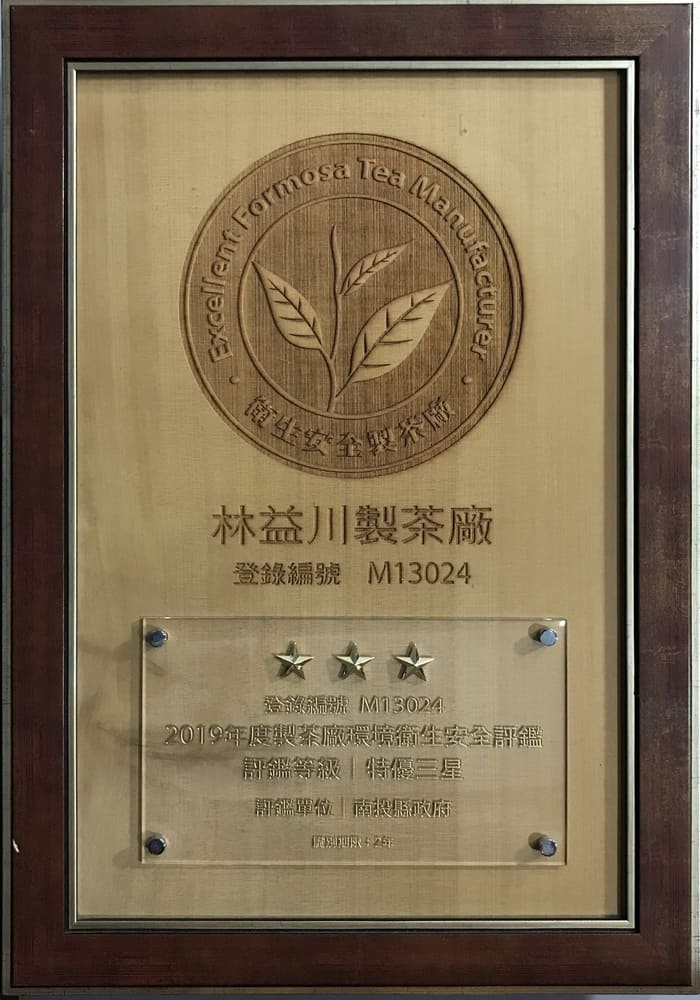 Excellent Formosa Tea Manufacturer
衛生安全製茶廠
林益川製茶廠
登錄編號 M13024
登錄編號 M13024
2019年度製茶廠環境衛生安全評鑑
評鑑等級｜特優三星
評鑑單位｜南投縣政府
：2年